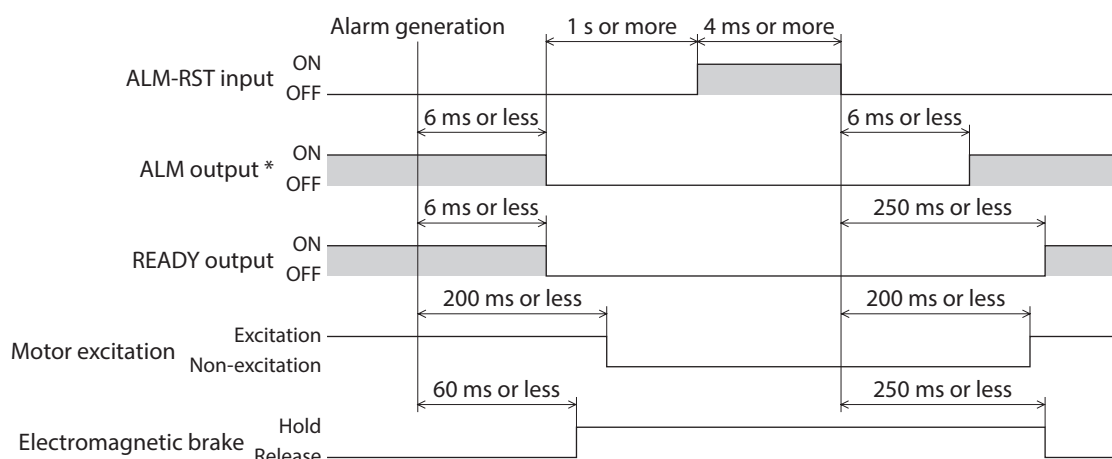 Alarm generation
1 s or more
4 ms or more
ALM-RST input
ON
OFF
6 ms or less
6 ms or less
ALM output *
ON
OFF
6 ms or less
250 ms or less
READY output
ON
OFF
200 ms or less
200 ms or less
Motor excitation
Excitation
Non-excitation
60 ms or less
250 ms or less
Electromagnetic brake
Hold
Release